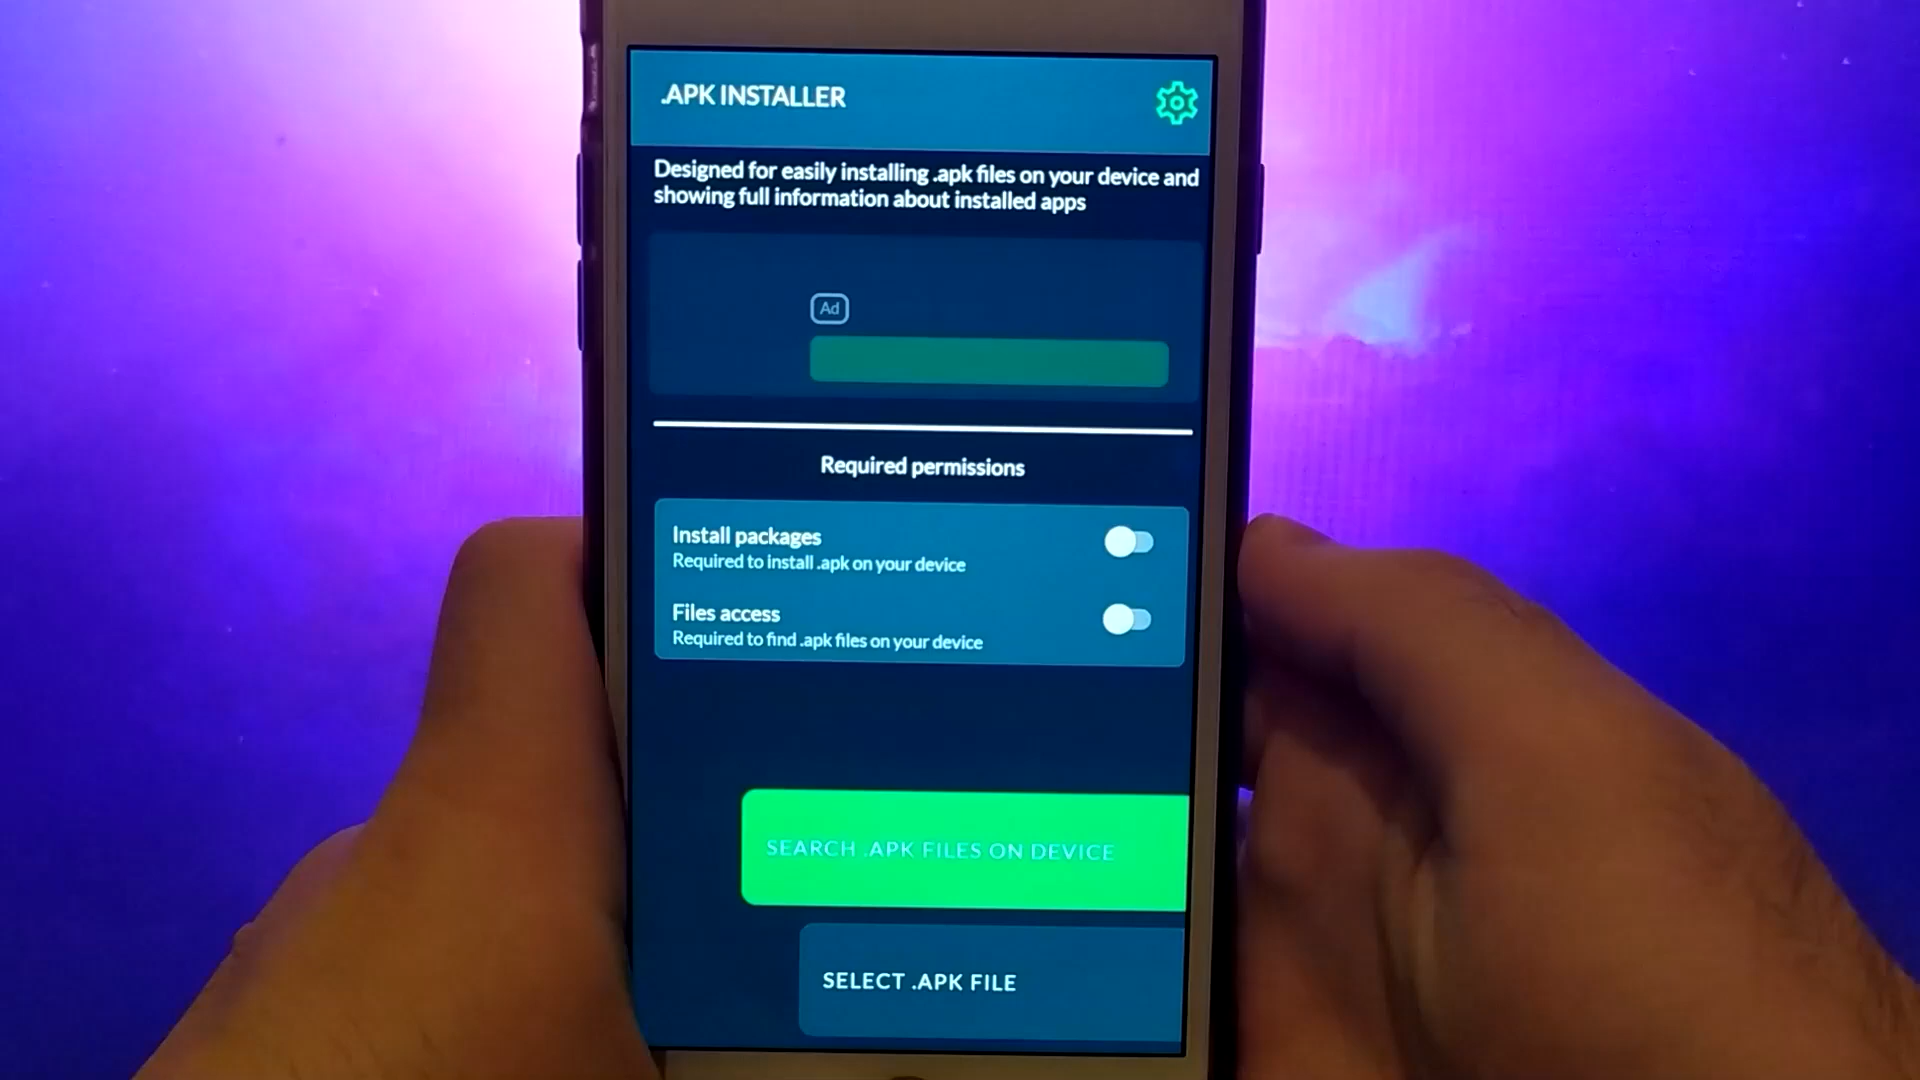 .APK INSTALLER
Designed for easily installing .apk files on your device and
showing full information about installed apps
Ad
Required permissions
Install packages
Required to install .apk on your device
Files access
Required to find .apk files on your device
SEARCH .APK FILES ON DEVICE
SELECT .APK FILE